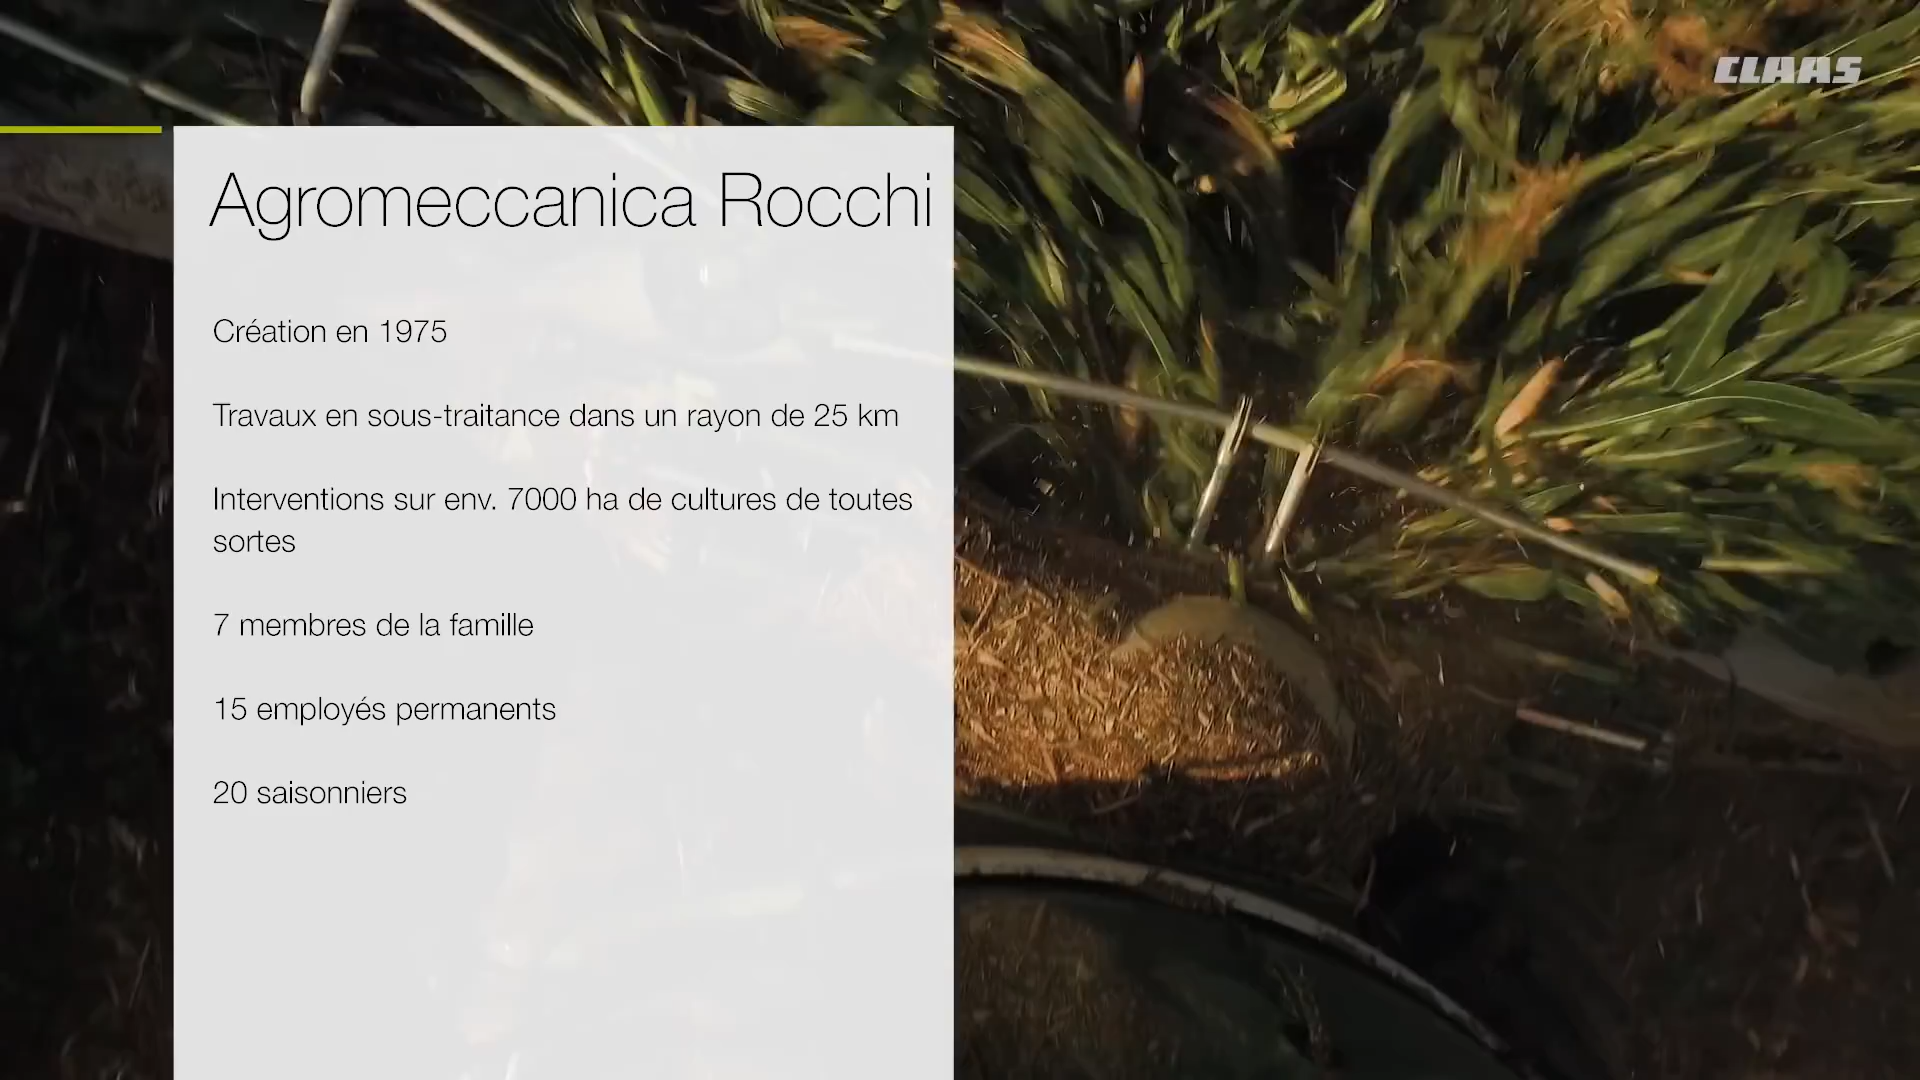 CLAAS
Agromeccanica Rocchi
Création en 1975
Travaux en sous-traitance dans un rayon de 25 km
Interventions sur env. 7000 ha de cultures de toutes
sortes
7 membres de la famille
15 employés permanents
20 saisonniers